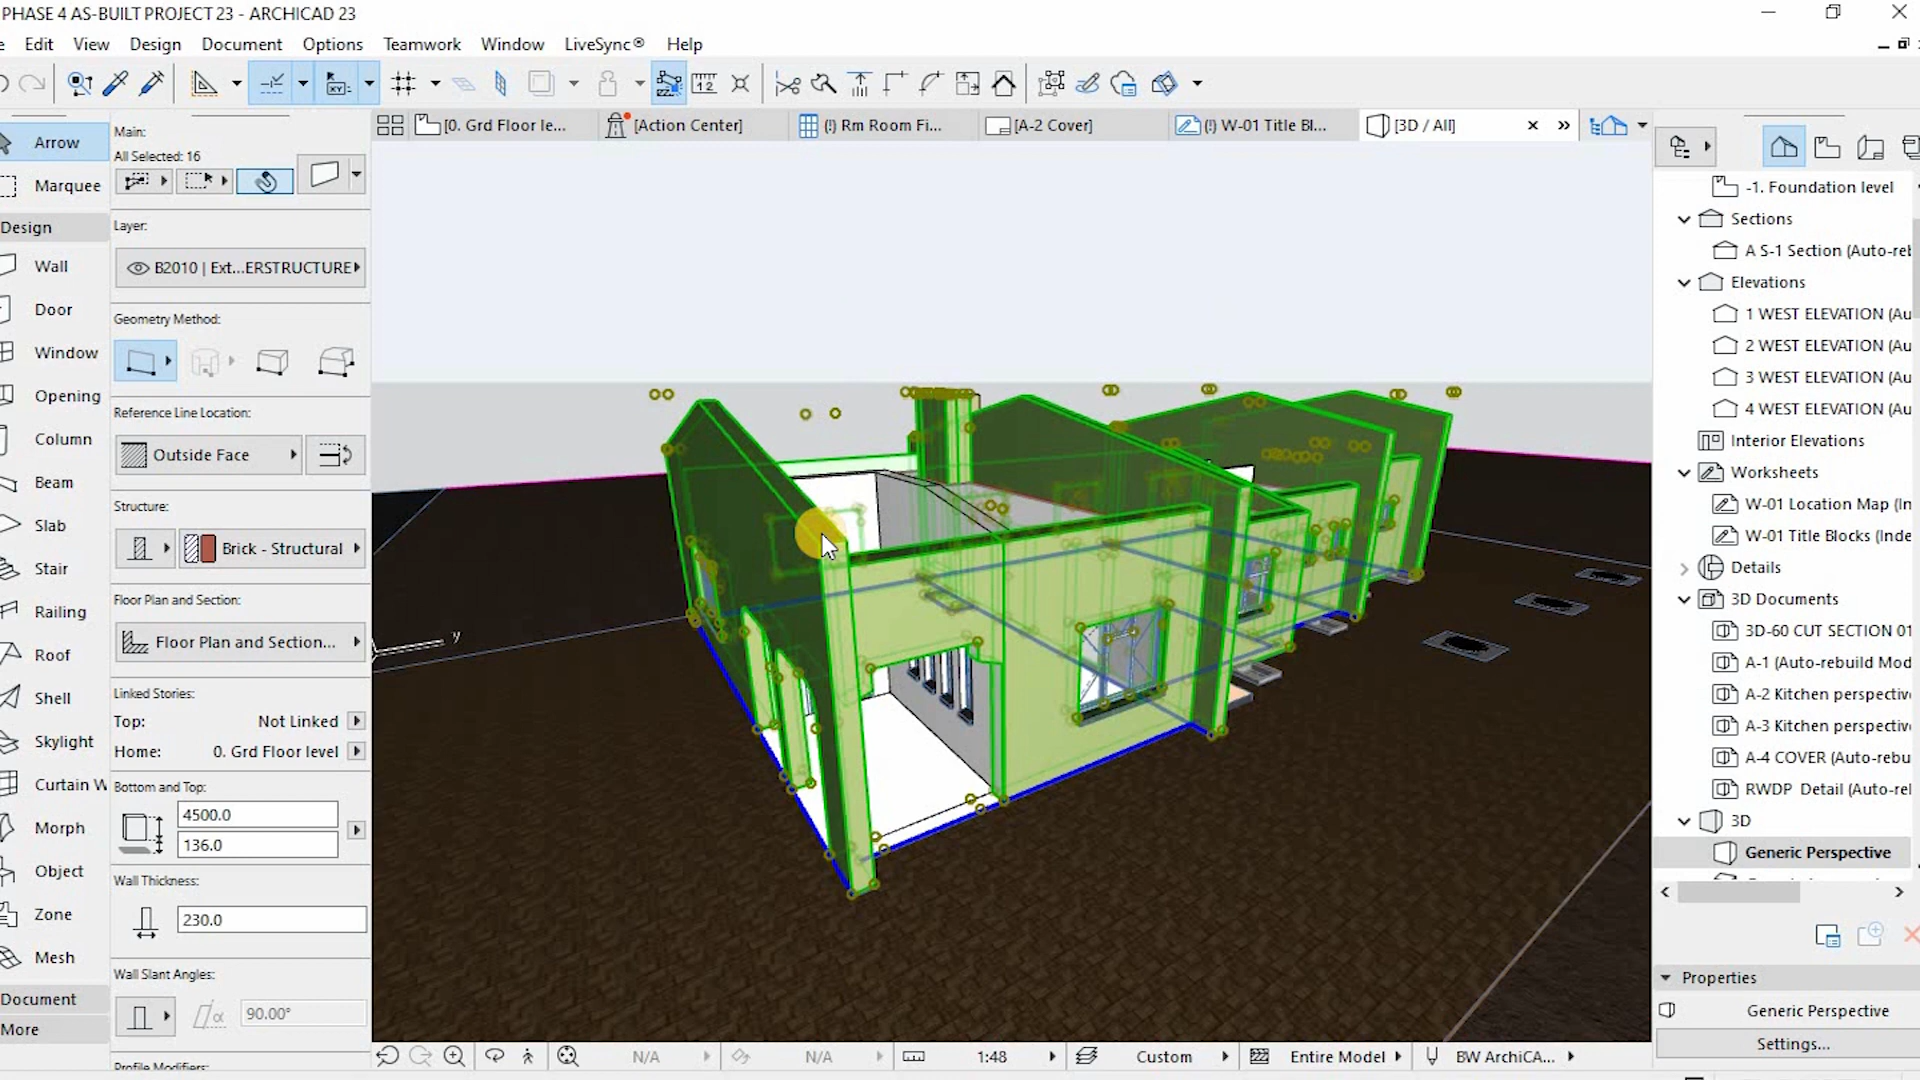 PHASE 4 AS-BUILT PROJECT 23 - ARCHICAD 23
Edit View Design Document Options Teamwork Window LiveSync® Help
[0. Grd Floor le... [Action Center] (!) Rm Room Fi... [A-2 Cover] (!) W-01 Title Bl... [3D / All]
Arrow
Marquee
Design
Wall
Door
Window
Opening
Column
Beam
Slab
Stair
Railing
Roof
Shell
Skylight
Curtain W
Morph
Object
Zone
Mesh
Document
More
Main:
All Selected: 16
Layer:
B2010 | Ext...ERSTRUCTURE
Geometry Method:
Reference Line Location:
Outside Face
Structure:
Brick - Structural
Floor Plan and Section:
Floor Plan and Section...
Linked Stories:
Top: Not Linked
Home: 0. Grd Floor level
Bottom and Top:
4500.0
136.0
Wall Thickness:
230.0
Wall Slant Angles:
α 90.00°
Profile Modifiers:
y
-1. Foundation level
Sections
A S-1 Section (Auto-rel
Elevations
1 WEST ELEVATION (Au
2 WEST ELEVATION (Au
3 WEST ELEVATION (Au
4 WEST ELEVATION (Au
Interior Elevations
Worksheets
W-01 Location Map (In
W-01 Title Blocks (Inde
Details
3D Documents
3D-60 CUT SECTION 01
A-1 (Auto-rebuild Mod
A-2 Kitchen perspectiv
A-3 Kitchen perspectiv
A-4 COVER (Auto-rebu
RWDP Detail (Auto-rel
3D
Generic Perspective
Properties
Generic Perspective
Settings...
N/A N/A 1:48 Custom Entire Model BW ArchiCA...